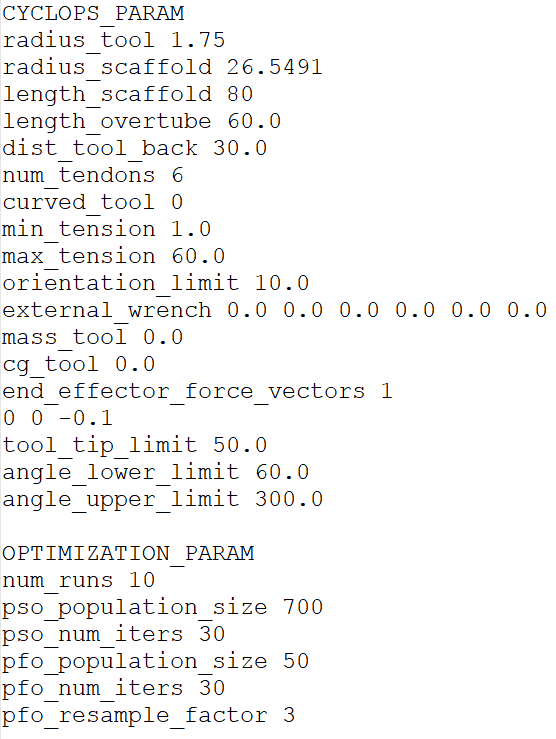 CYCLOPS_PARAM
radius_tool 1.75
radius_scaffold 26.5491
length_scaffold 80
length_overtube 60.0
dist_tool_back 30.0
num_tendons 6
curved_tool 0
min_tension 1.0
max_tension 60.0
orientation_limit 10.0
external_wrench 0.0 0.0 0.0 0.0 0.0 0.0
mass_tool 0.0
cg_tool 0.0
end_effector_force_vectors 1
0 0 -0.1
tool_tip_limit 50.0
angle_lower_limit 60.0
angle_upper_limit 300.0
OPTIMIZATION_PARAM
num_runs 10
pso_population_size 700
pso_num_iters 30
pfo_population_size 50
pfo_num_iters 30
pfo_resample_factor 3